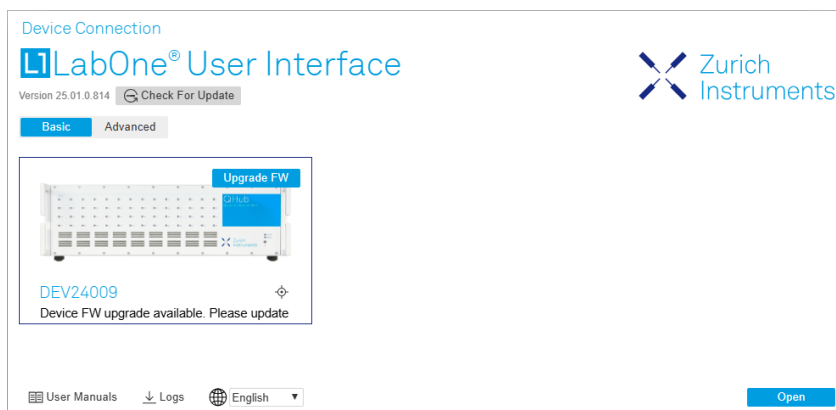 Device Connection
L1 LabOne® User Interface
Zurich
Instruments
Version 25.01.0.814 Check For Update
Basic Advanced
Upgrade FW
QHub
DEV24009
Device FW upgrade available. Please update
User Manuals Logs English
Open